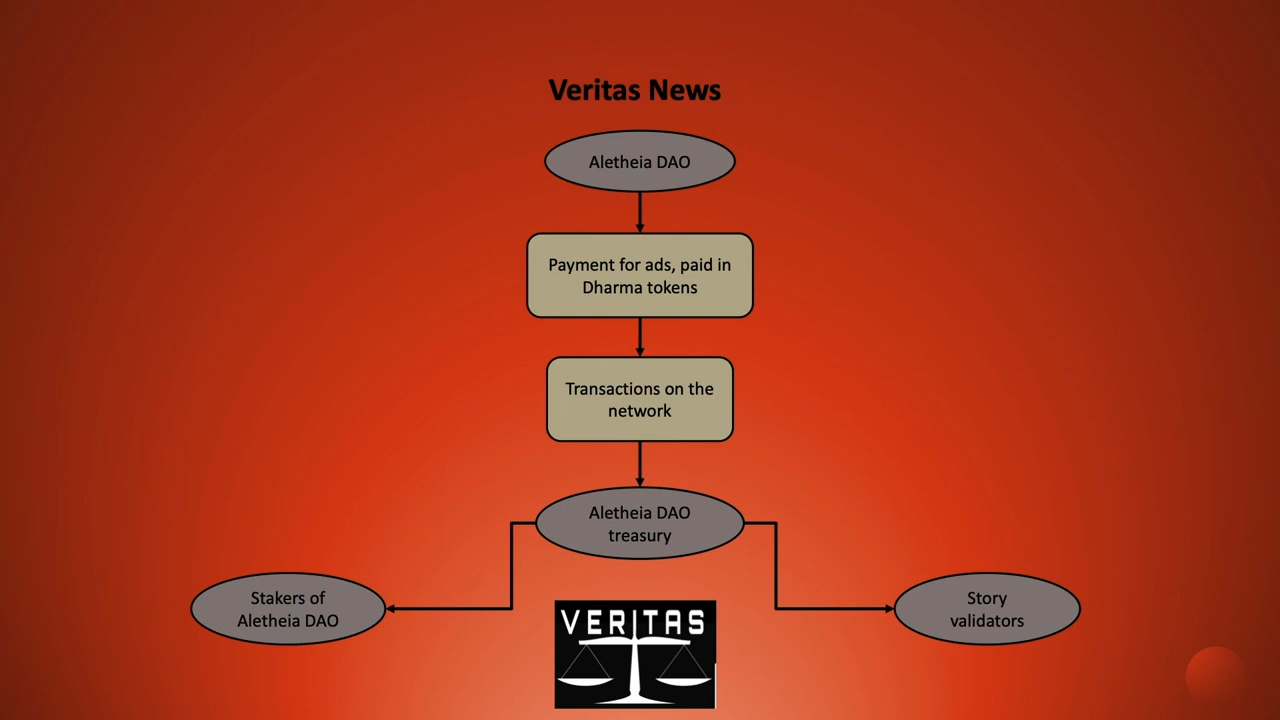 Veritas News
Aletheia DAO
Payment for ads, paid in
Dharma tokens
Transactions on the
network
Aletheia DAO
treasury
Stakers of
Aletheia DAO
Story
validators
VERITAS